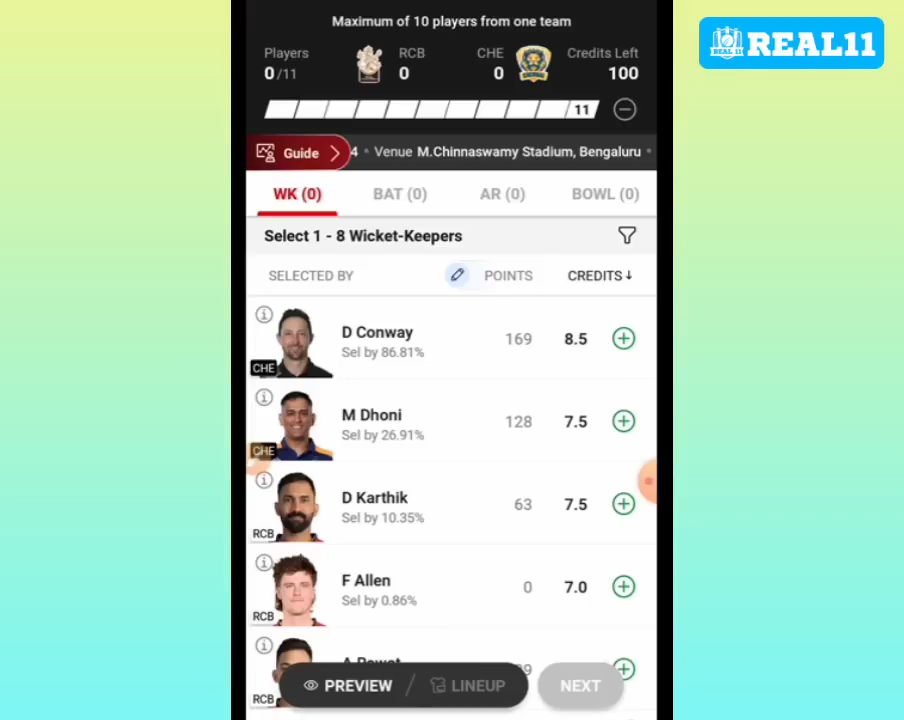 Maximum of 10 players from one team
REAL11
Players RCB CHE Credits Left
0/11 0 0 100
11
Guide 4 • Venue M.Chinnaswamy Stadium, Bengaluru •
WK (0) BAT (0) AR (0) BOWL (0)
Select 1 - 8 Wicket-Keepers
SELECTED BY POINTS CREDITS↓
D Conway
Sel by 86.81%
169 8.5
CHE
M Dhoni
Sel by 26.91%
128 7.5
CHE
D Karthik
Sel by 10.35%
63 7.5
RCB
F Allen
Sel by 0.86%
0 7.0
RCB
RCB
PREVIEW / LINEUP NEXT